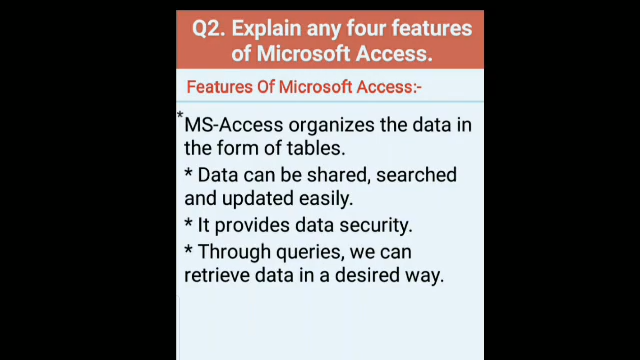 Q2. Explain any four features
of Microsoft Access.
Features Of Microsoft Access:-
*MS-Access organizes the data in
the form of tables.
* Data can be shared, searched
and updated easily.
* It provides data security.
* Through queries, we can
retrieve data in a desired way.